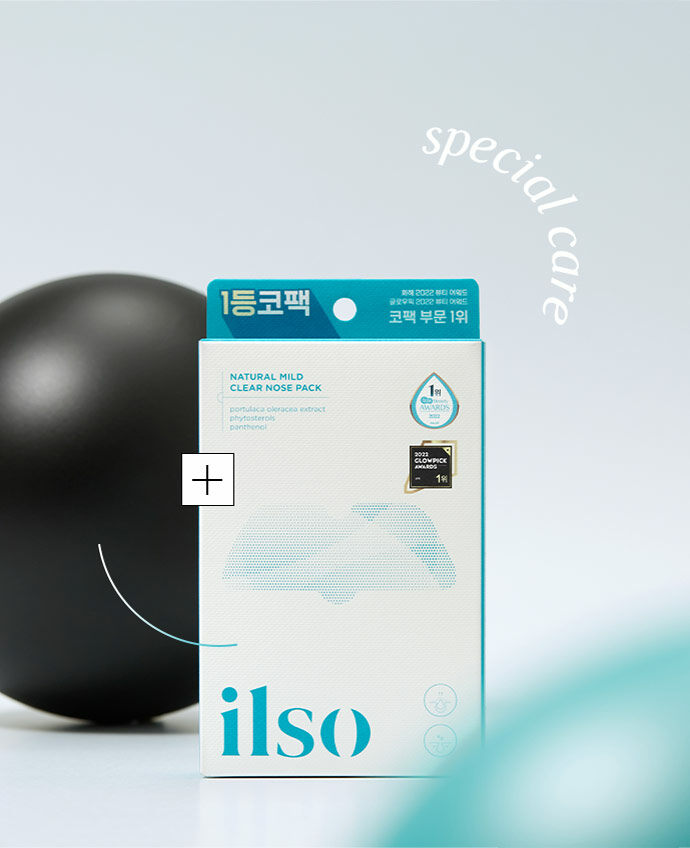 special care
1등코팩
화해 2022 뷰티 어워드
글로우픽 2022 뷰티 어워드
코팩 부문 1위
NATURAL MILD
CLEAR NOSE PACK
portulaca oleracea extract
phytosterols
panthenol
1위
AWARDS
2022
2022
GLOWPICK
AWARDS
1위
ilso